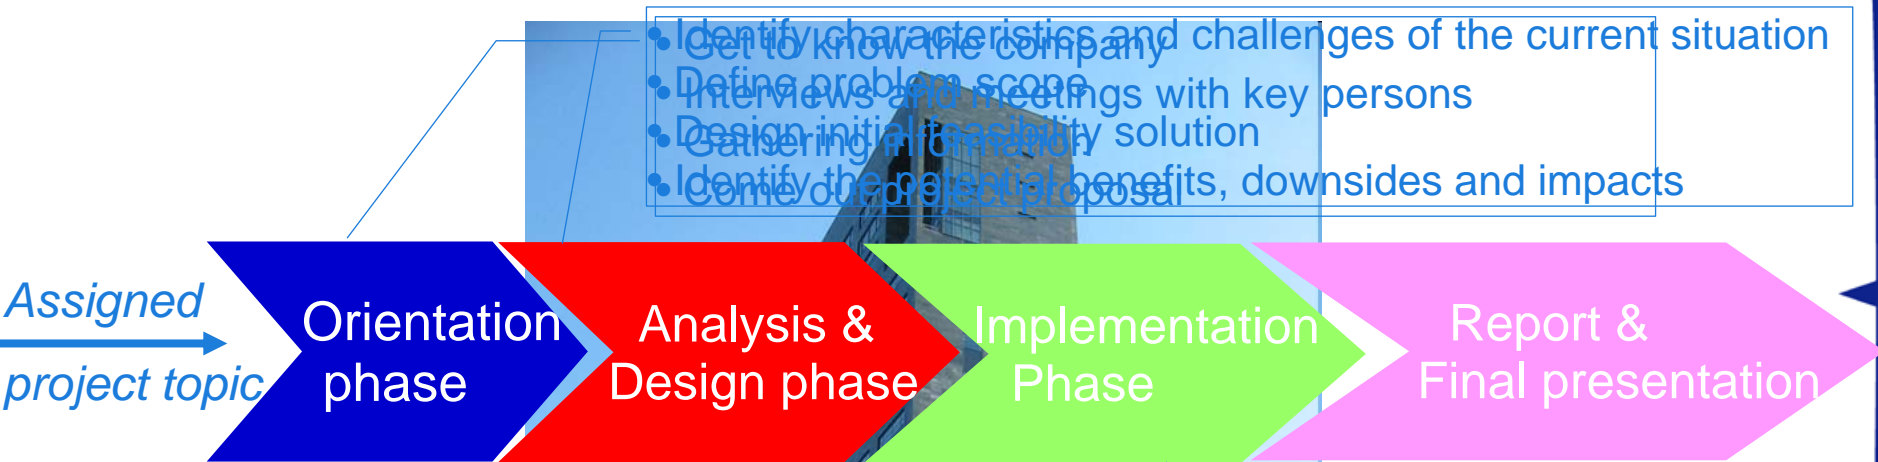 • Identify characteristics and challenges of the current situation
• Define problem scope
• Design initial feasibility solution
• Identify the potential benefits, downsides and impacts
• Get to know the company
• Interviews and meetings with key persons
• Gathering information
• Come out project proposal
Assigned
project topic
Orientation
phase
Analysis &
Design phase
Implementation
Phase
Report &
Final presentation